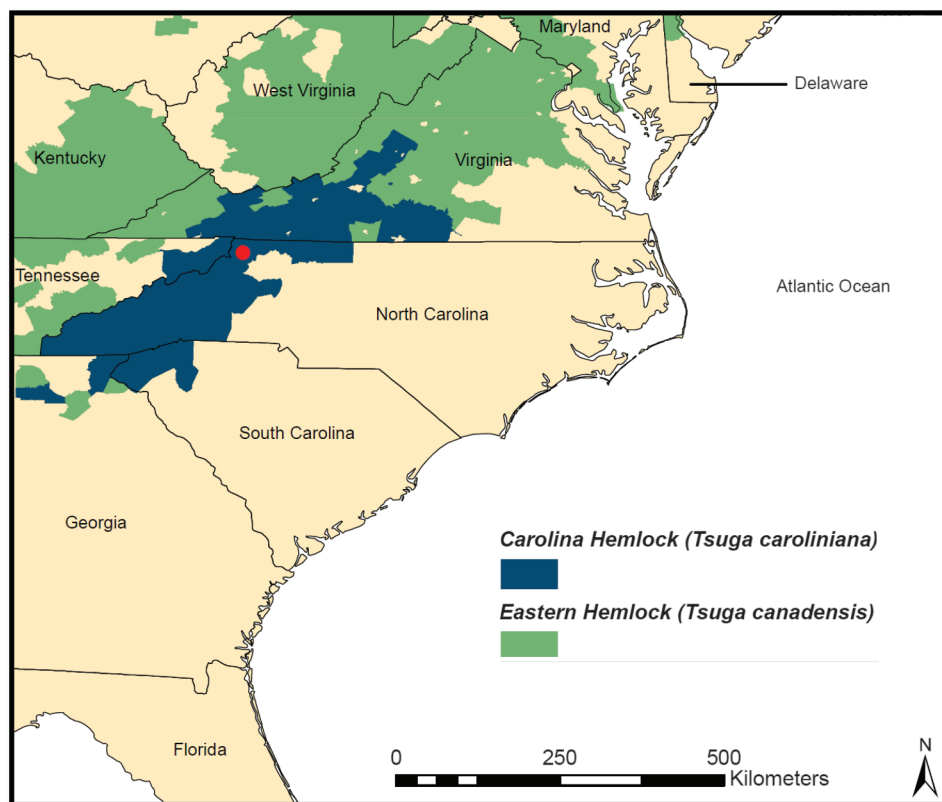 Maryland
Delaware
West Virginia
Kentucky
Virginia
Tennessee
Atlantic Ocean
North Carolina
South Carolina
Georgia
Carolina Hemlock (Tsuga caroliniana)
Eastern Hemlock (Tsuga canadensis)
Florida
0
250
500
Kilometers
N